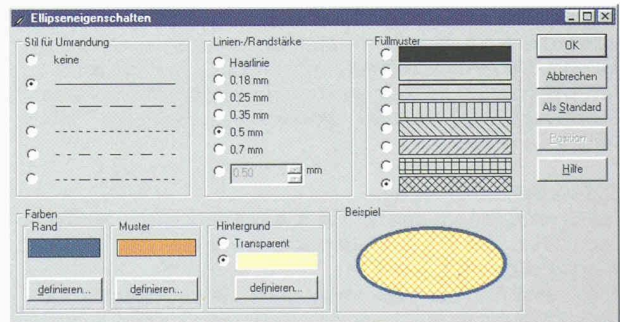 Ellipseneigenschaften
Stil für Umrandung
keine
Linien-/Randstärke
Haarlinie
0.18 mm
0.25 mm
0.35 mm
0.5 mm
0.7 mm
0.50 mm
Füllmuster
OK
Abbrechen
Als Standard
Position...
Hilfe
Farben
Rand
definieren...
Muster
definieren...
Hintergrund
Transparent
definieren...
Beispiel